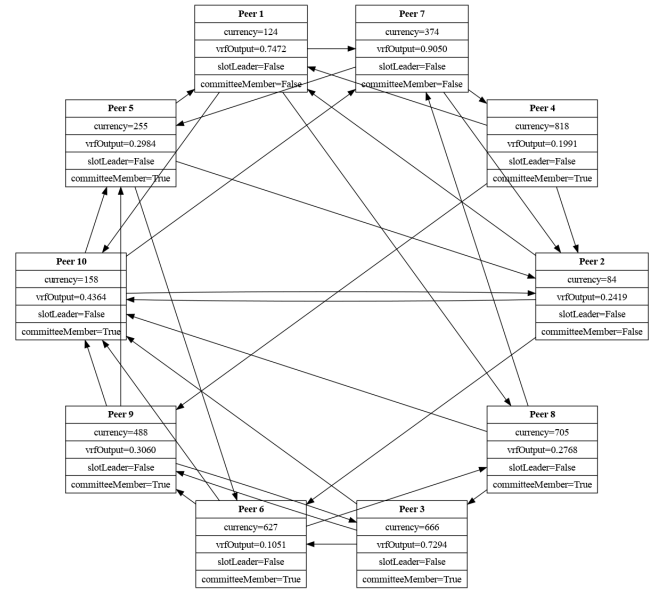 Peer 1
currency=124
vrfOutput=0.7472
slotLeader=False
committeeMember=False
Peer 7
currency=374
vrfOutput=0.9050
slotLeader=False
committeeMember=False
Peer 5
currency=255
vrfOutput=0.2984
slotLeader=False
committeeMember=True
Peer 4
currency=818
vrfOutput=0.1991
slotLeader=False
committeeMember=True
Peer 10
currency=158
vrfOutput=0.4364
slotLeader=False
committeeMember=True
Peer 2
currency=84
vrfOutput=0.2419
slotLeader=False
committeeMember=False
Peer 9
currency=488
vrfOutput=0.3060
slotLeader=False
committeeMember=True
Peer 8
currency=705
vrfOutput=0.2768
slotLeader=False
committeeMember=True
Peer 6
currency=627
vrfOutput=0.1051
slotLeader=False
committeeMember=True
Peer 3
currency=666
vrfOutput=0.7294
slotLeader=False
committeeMember=True